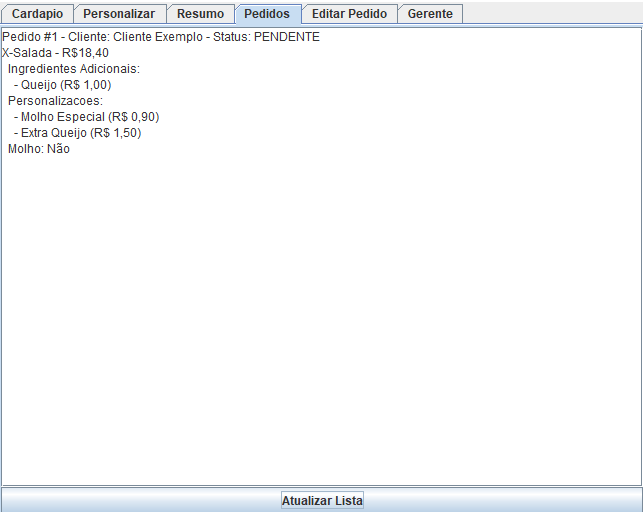 Cardapio Personalizar Resumo Pedidos Editar Pedido Gerente
Pedido #1 - Cliente: Cliente Exemplo - Status: PENDENTE
X-Salada - R$18,40
Ingredientes Adicionais:
- Queijo (R$ 1,00)
Personalizacoes:
- Molho Especial (R$ 0,90)
- Extra Queijo (R$ 1,50)
Molho: Não
Atualizar Lista